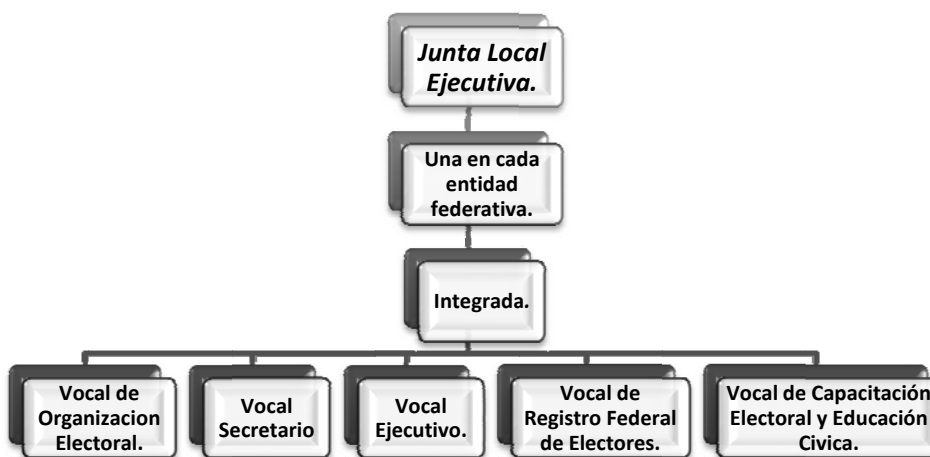 Junta Local
Ejecutiva.
Una en cada
entidad
federativa.
Integrada.
Vocal de
Organizacion
Electoral.
Vocal
Secretario
Vocal
Ejecutivo.
Vocal de
Registro Federal
de Electores.
Vocal de Capacitación
Electoral y Educación
Civica.